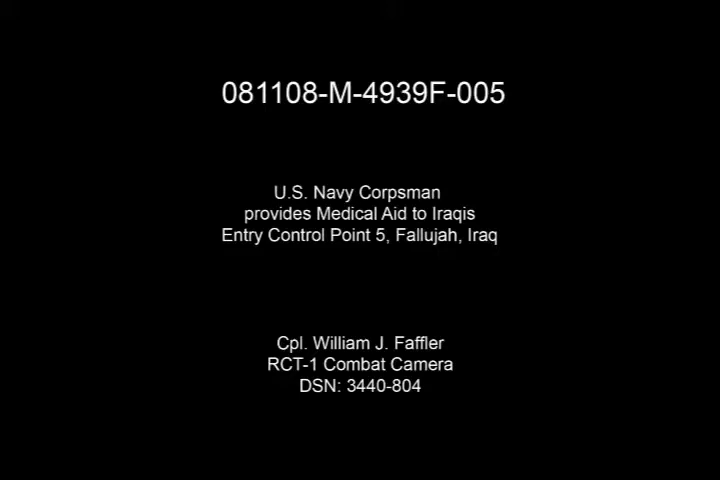 081108-M-4939F-005
U.S. Navy Corpsman
provides Medical Aid to Iraqis
Entry Control Point 5, Fallujah, Iraq
Cpl. William J. Faffler
RCT-1 Combat Camera
DSN: 3440-804